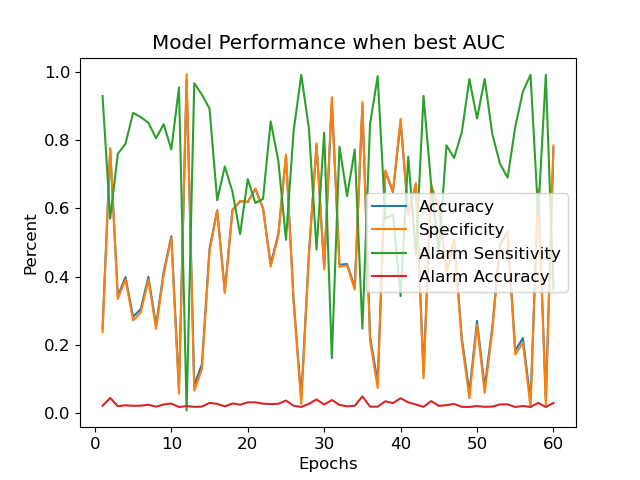 Model Performance when best AUC
1.0
0.8
0.6
0.4
0.2
0.0
Percent
Accuracy
Specificity
Alarm Sensitivity
Alarm Accuracy
0 10 20 30 40 50 60
Epochs